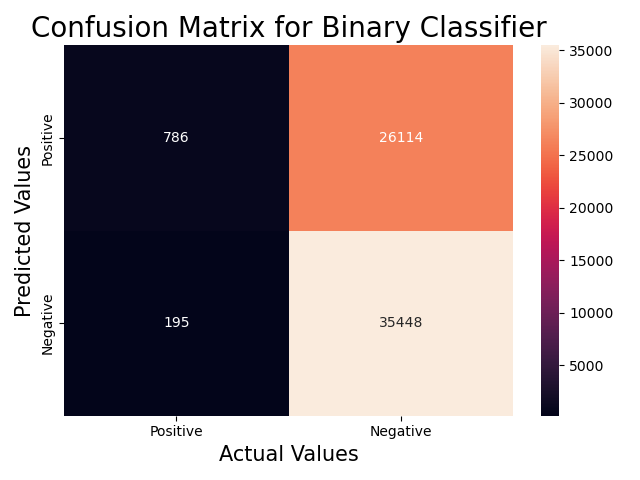 Confusion Matrix for Binary Classifier
Predicted Values
Positive
Negative
786
26114
195
35448
Positive
Negative
Actual Values
35000
30000
25000
20000
15000
10000
5000